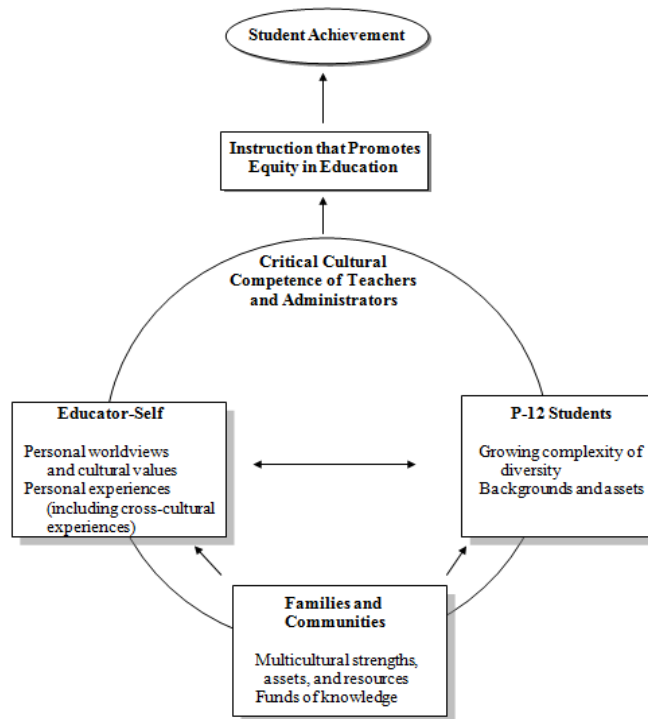 Student Achievement
Instruction that Promotes
Equity in Education
Critical Cultural
Competence of Teachers
and Administrators
Educator-Self
Personal worldviews
and cultural values
Personal experiences
(including cross-cultural
experiences)
P-12 Students
Growing complexity of
diversity
Backgrounds and assets
Families and
Communities
Multicultural strengths,
assets, and resources
Funds of knowledge